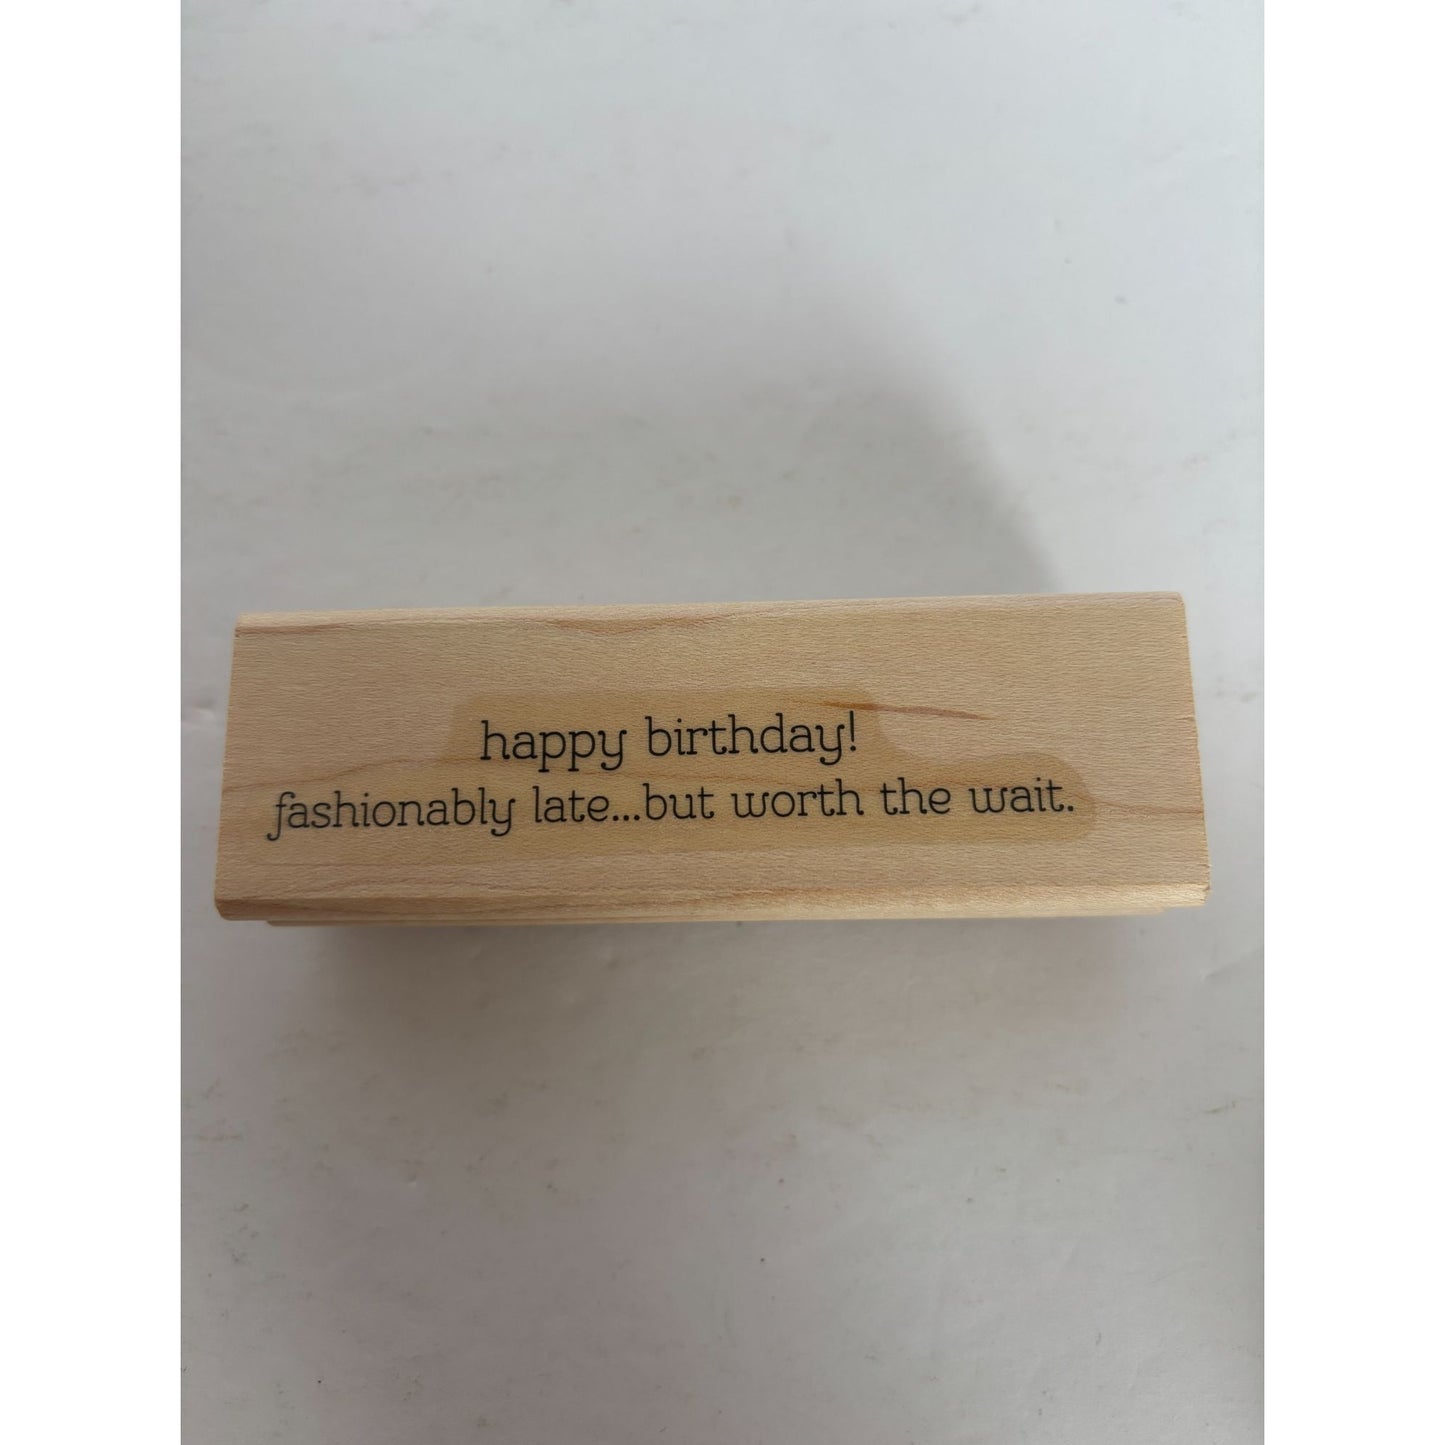 happy birthday!
fashionably late...but worth the wait.